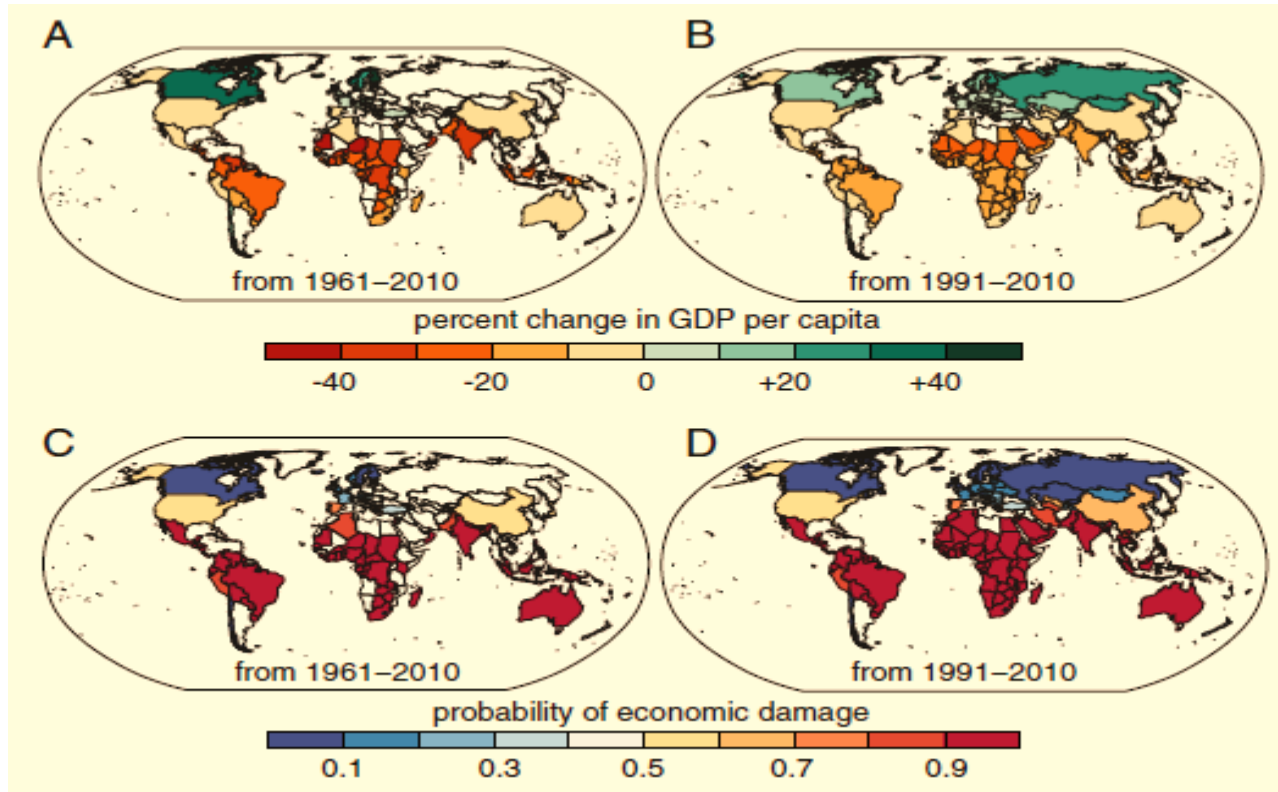 A
B
from 1961–2010
from 1991–2010
percent change in GDP per capita
-40 -20 0 +20 +40
C
D
from 1961–2010
from 1991–2010
probability of economic damage
0.1 0.3 0.5 0.7 0.9